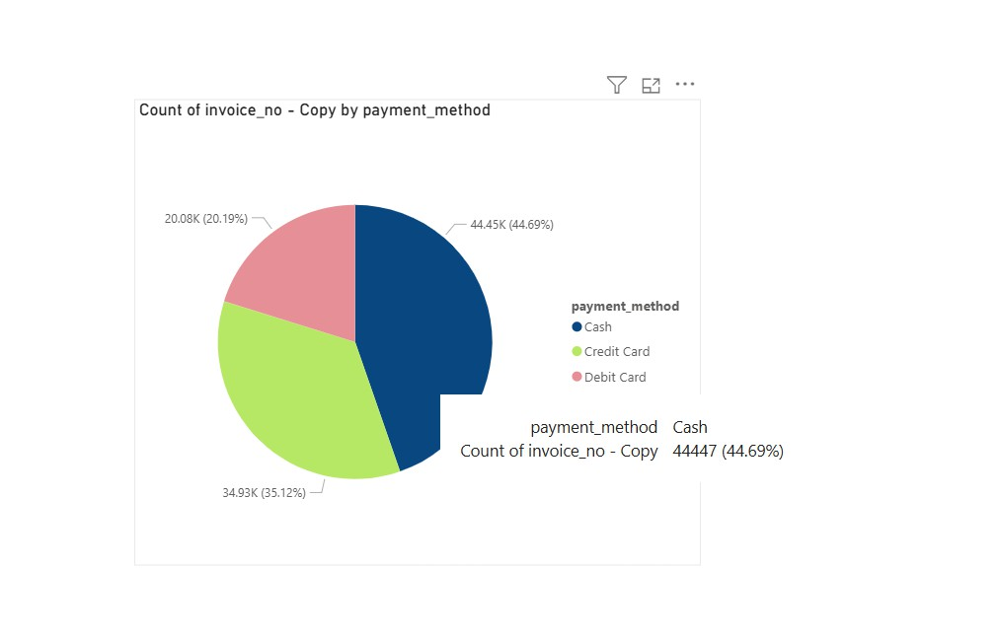 Count of invoice_no - Copy by payment_method
20.08K (20.19%)
44.45K (44.69%)
payment_method
Cash
Credit Card
Debit Card
payment_method Cash
Count of invoice_no - Copy 44447 (44.69%)
34.93K (35.12%)